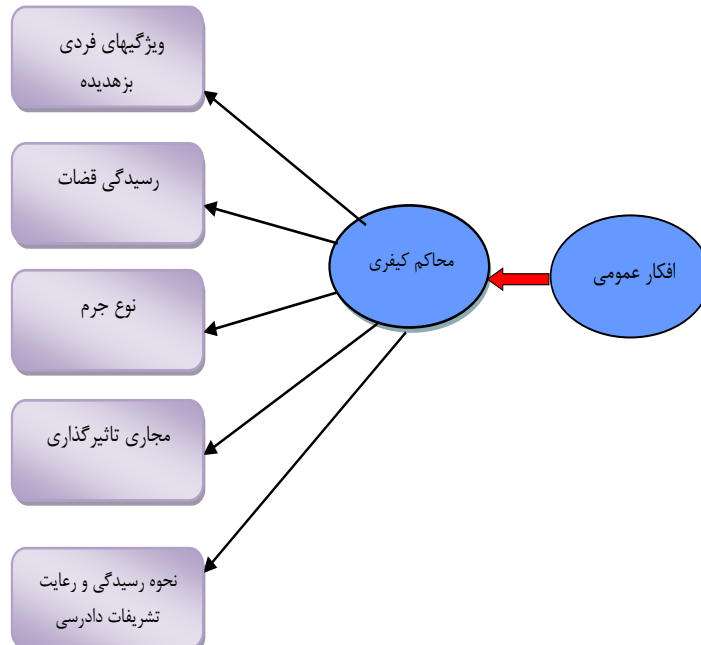 ویژگیهای فردی
بزهدیده
رسیدگی قضات
نوع جرم
مجاری تاثیرگذاری
نحوه رسیدگی و رعایت
تشریفات دادرسی
محاکم کیفری
افکار عمومی